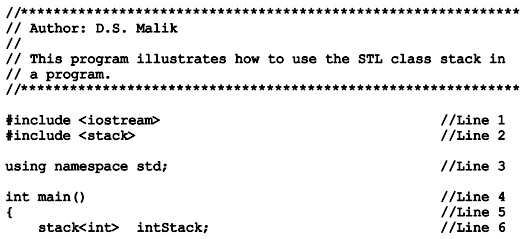 //************************************************************
// Author: D.S. Malik
//
// This program illustrates how to use the STL class stack in
// a program.
//************************************************************
#include <iostream> //Line 1
#include <stack> //Line 2
using namespace std; //Line 3
int main() //Line 4
{ //Line 5
stack<int> intStack; //Line 6